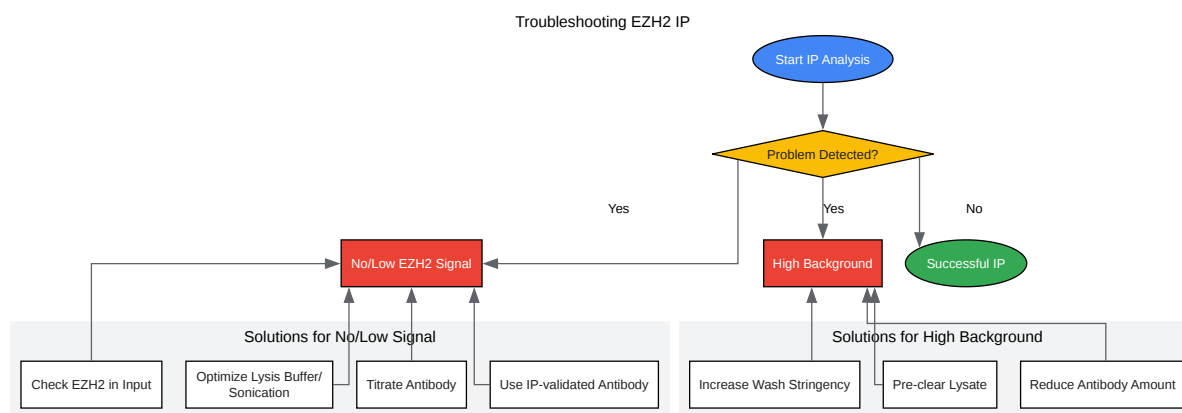 Troubleshooting EZH2 IP
Start IP Analysis
Problem Detected?
Yes
Yes
No
No/Low EZH2 Signal
High Background
Successful IP
Solutions for No/Low Signal
Solutions for High Background
Check EZH2 in Input
Optimize Lysis Buffer/
Sonication
Titrate Antibody
Use IP-validated Antibody
Increase Wash Stringency
Pre-clear Lysate
Reduce Antibody Amount